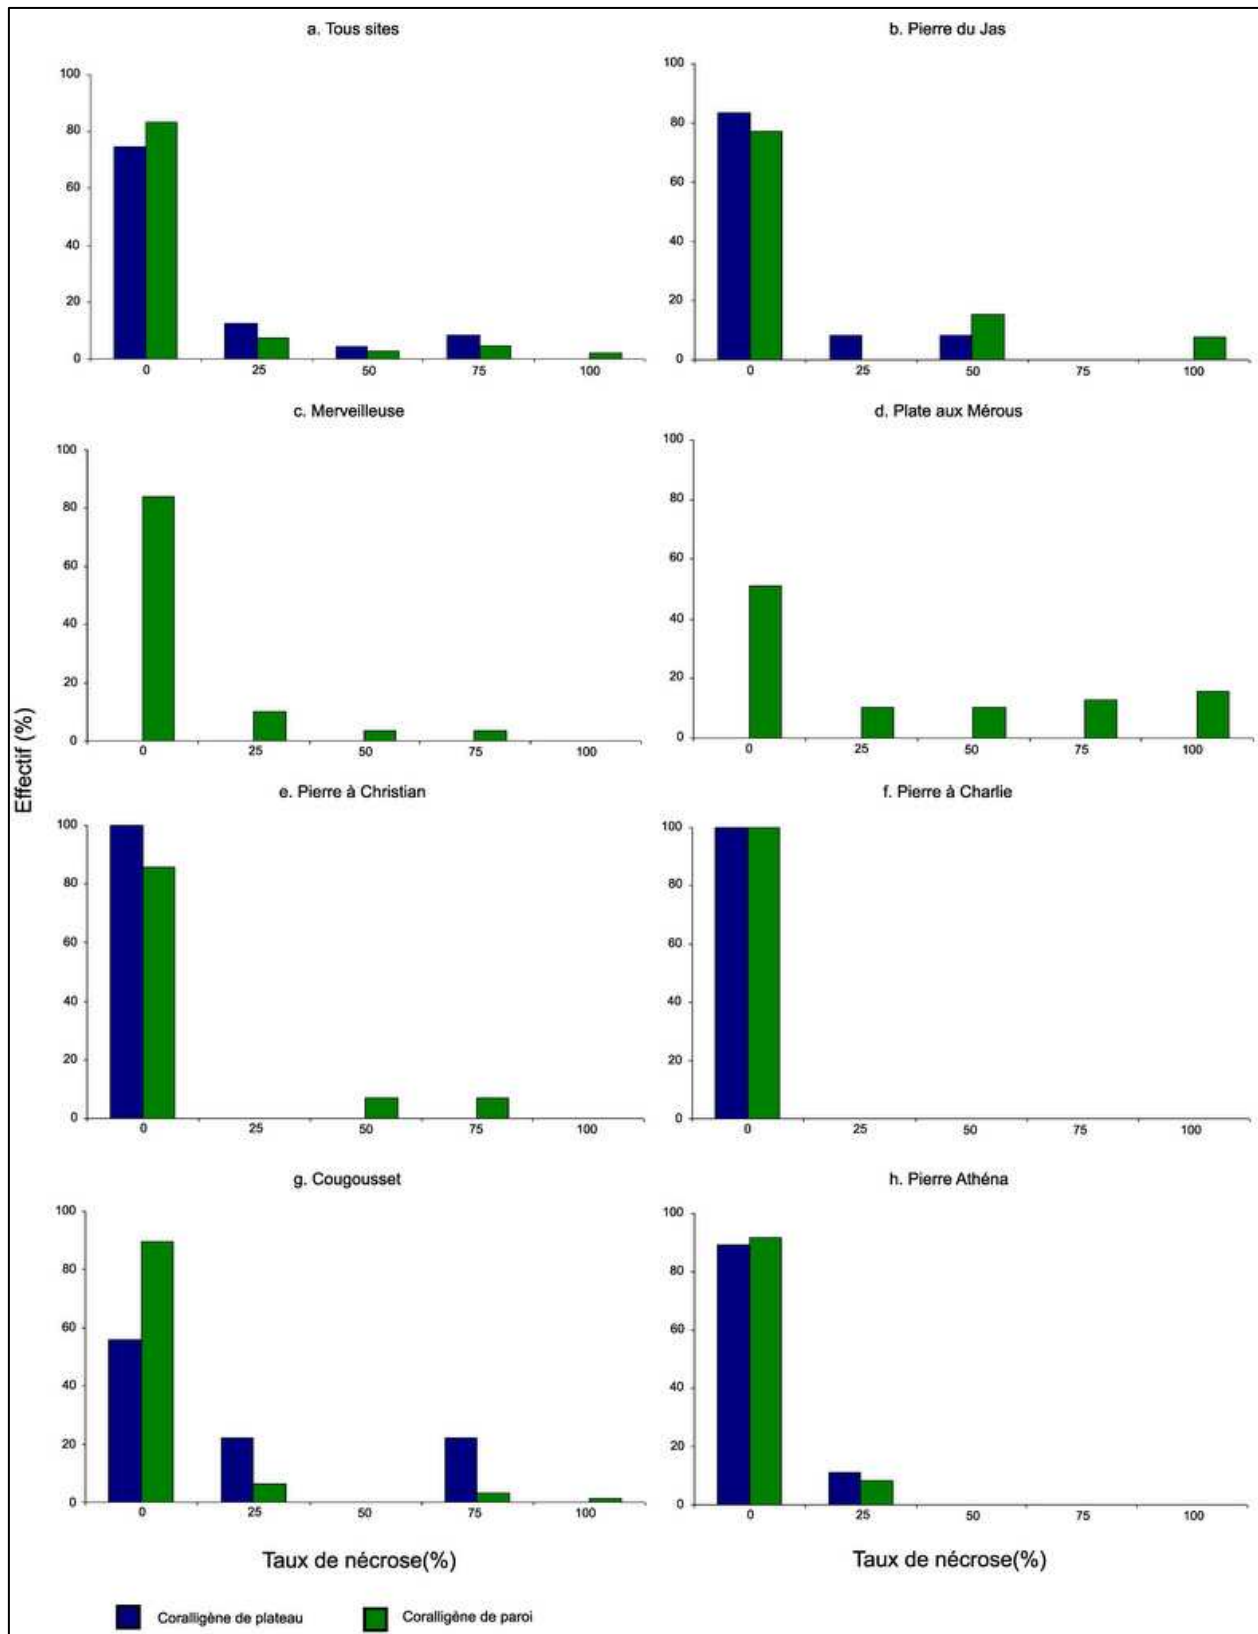 a. Tous sites
100
80
60
40
20
0
0 25 50 75 100
b. Pierre du Jas
100
80
60
40
20
0
0 25 50 75 100
c. Merveilleuse
100
80
60
40
20
0
0 25 50 75 100
d. Plate aux Mérous
100
80
60
40
20
0
0 25 50 75 100
Effectif (%)
e. Pierre à Christian
100
80
60
40
20
0
0 25 50 75 100
f. Pierre à Charlie
100
80
60
40
20
0
0 25 50 75 100
g. Cougousset
100
80
60
40
20
0
0 25 50 75 100
h. Pierre Athéna
100
80
60
40
20
0
0 25 50 75 100
Taux de nécrose(%)
Taux de nécrose(%)
Coralligène de plateau
Coralligène de paroi